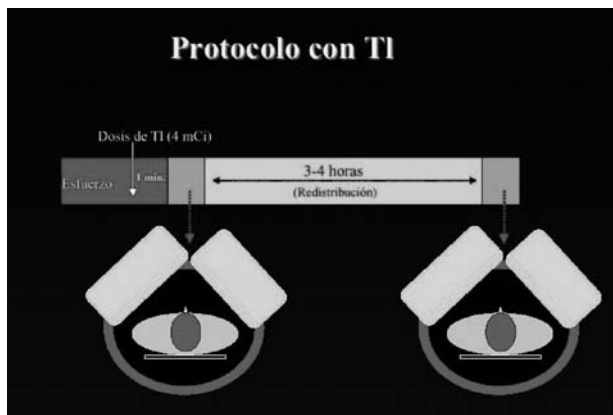 Protocolo con Tl
Dosis de Tl (4 mCi)
Esfuerzo
1 min.
3-4 horas
(Redistribución)